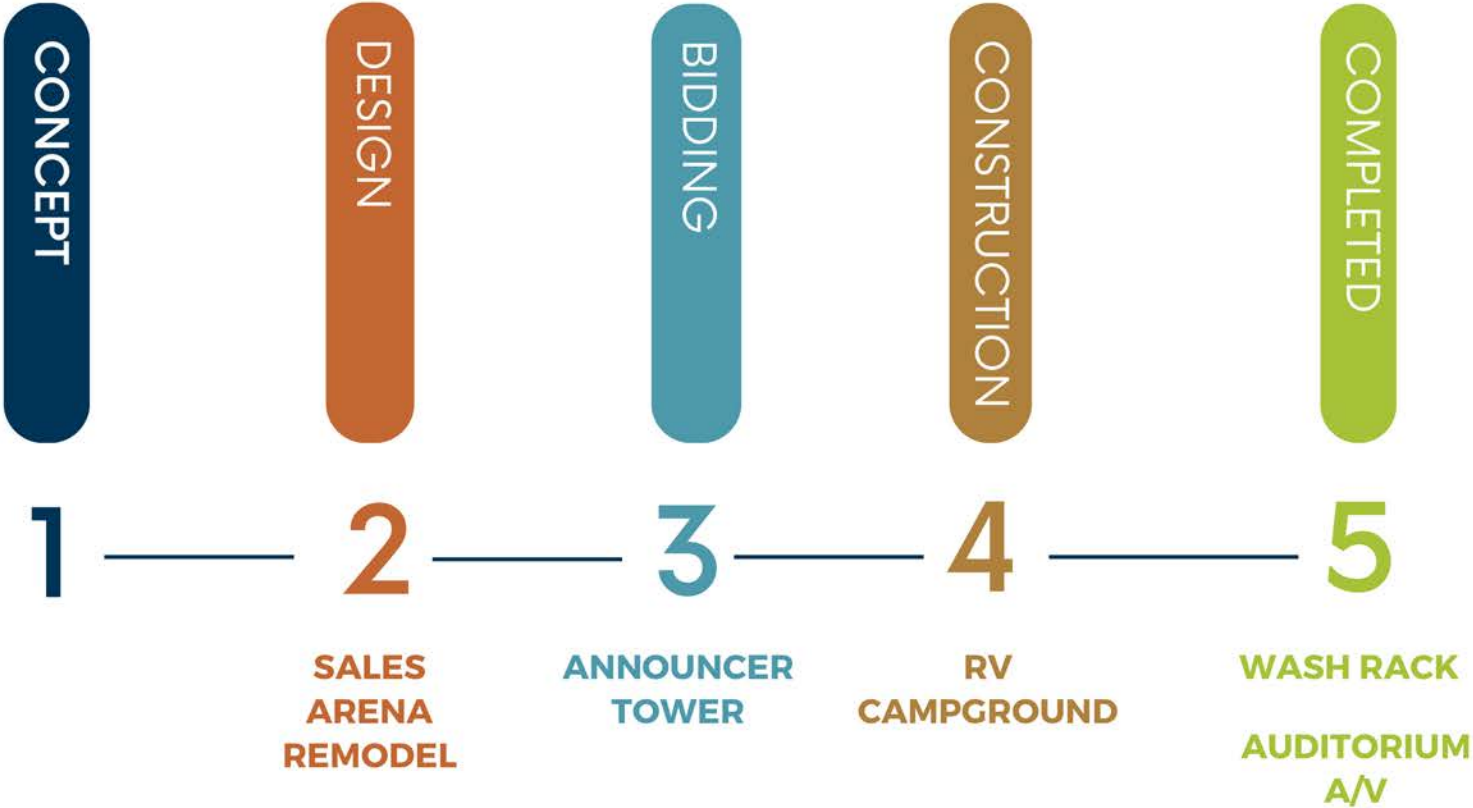 CONCEPT
DESIGN
BIDDING
CONSTRUCTION
COMPLETED
1
2
3
4
5
SALES
ARENA
REMODEL
ANNOUNCER
TOWER
RV
CAMPGROUND
WASH RACK
AUDITORIUM
A/V